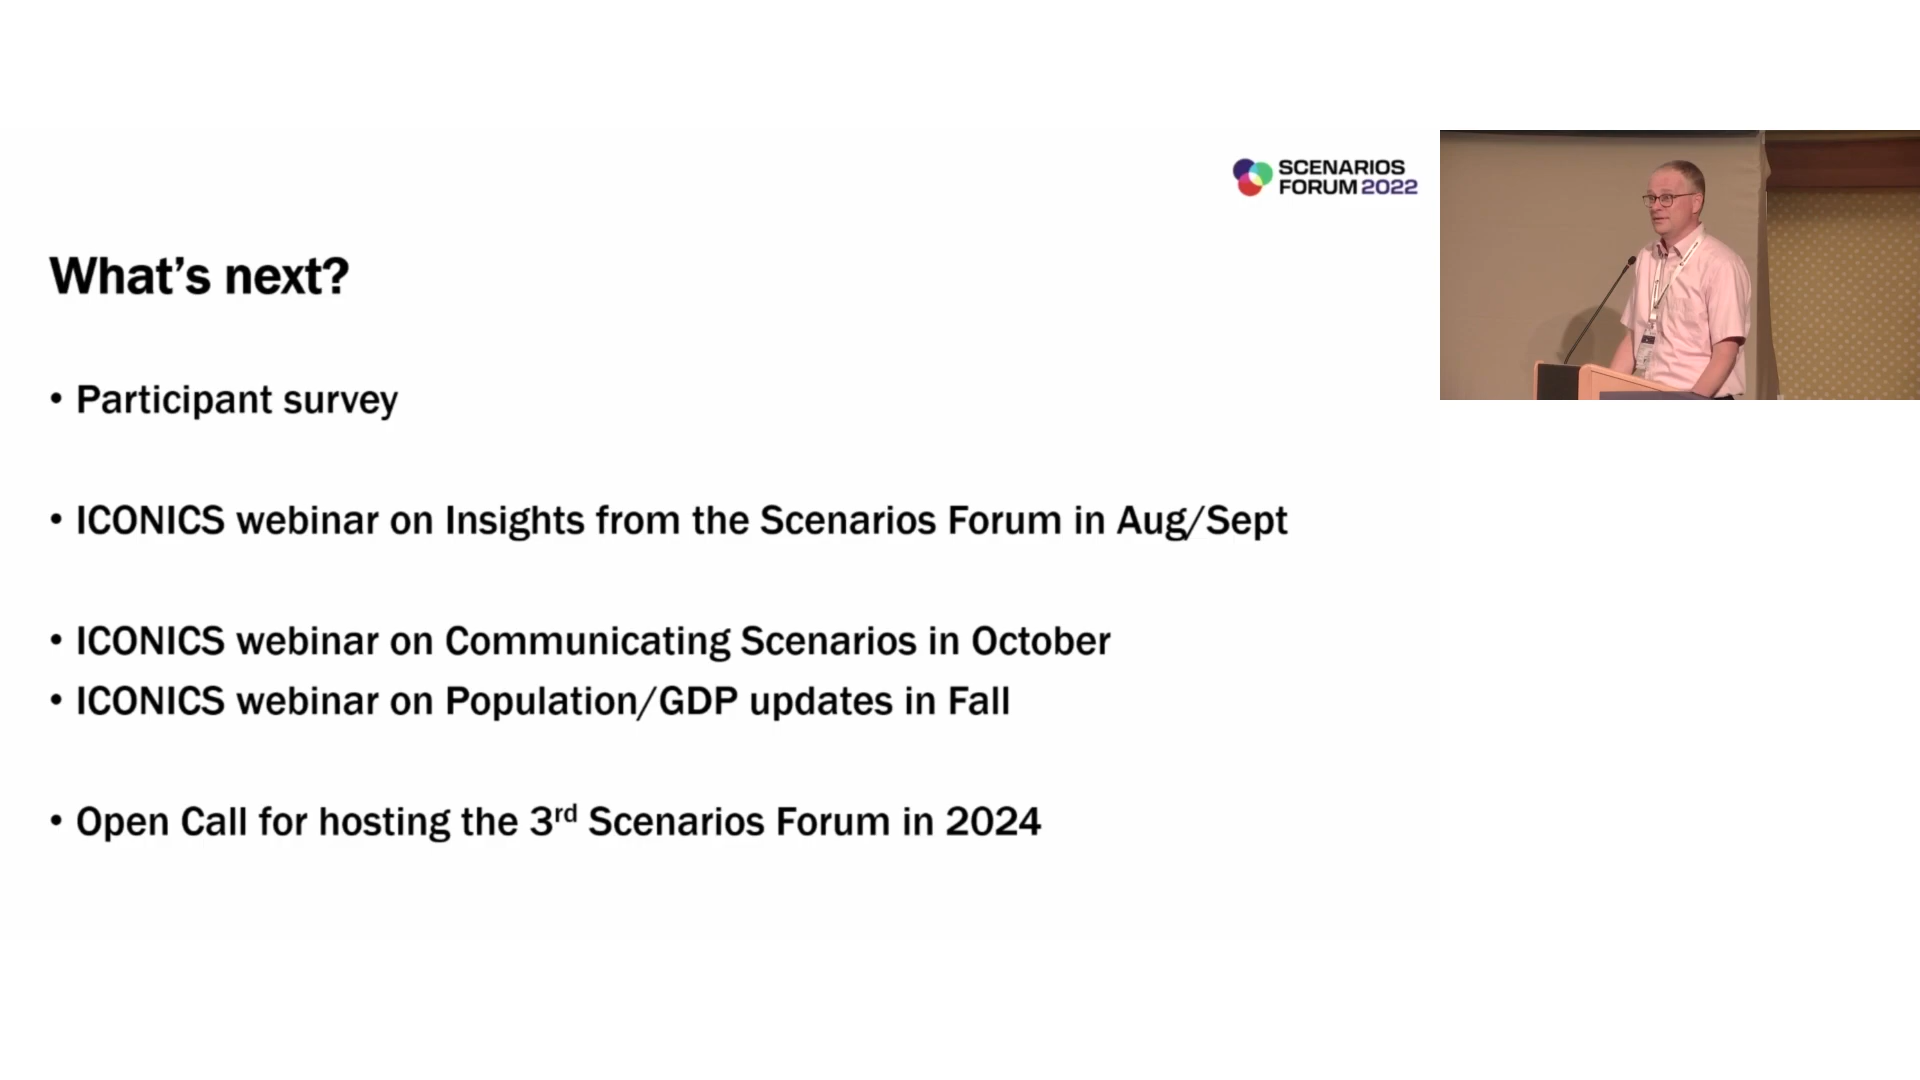 SCENARIOS
FORUM 2022
What's next?
• Participant survey
• ICONICS webinar on Insights from the Scenarios Forum in Aug/Sept
• ICONICS webinar on Communicating Scenarios in October
• ICONICS webinar on Population/GDP updates in Fall
• Open Call for hosting the 3rd Scenarios Forum in 2024